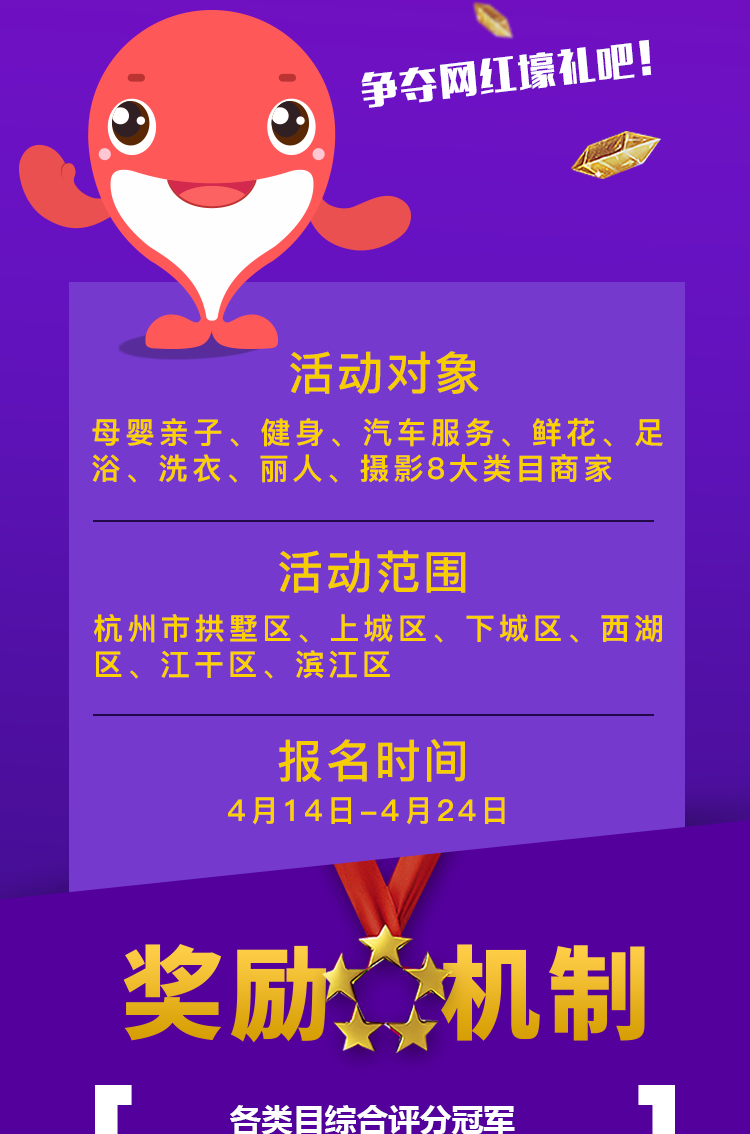 争夺网红壕礼吧!
活动对象
母婴亲子、健身、汽车服务、鲜花、足
浴、洗衣、丽人、摄影8大类目商家
活动范围
杭州市拱墅区、上城区、下城区、西湖
区、江干区、滨江区
报名时间
4月14日-4月24日
奖励机制
【各类目综合评分冠军】